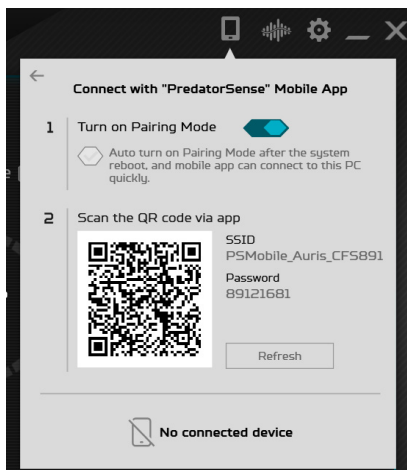 Connect with "PredatorSense" Mobile App
1 Turn on Pairing Mode
Auto turn on Pairing Mode after the system
reboot, and mobile app can connect to this PC
quickly.
2 Scan the QR code via app
SSID
PSMobile_Auris_CFS891
Password
89121681
Refresh
No connected device